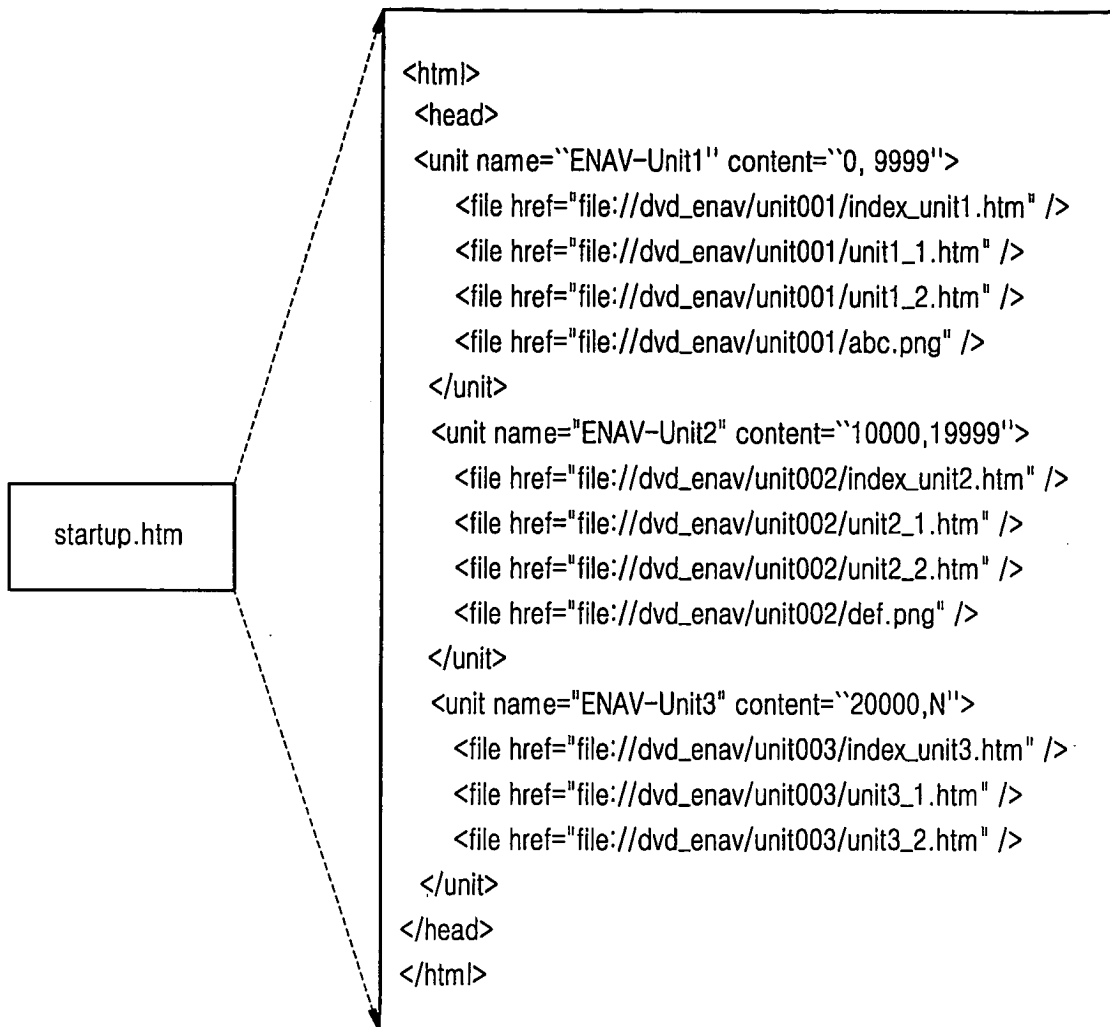 startup.htm
<html>
<head>
<unit name=``ENAV-Unit1" content=``0, 9999">
<file href="file://dvd_enav/unit001/index_unit1.htm" />
<file href="file://dvd_enav/unit001/unit1_1.htm" />
<file href="file://dvd_enav/unit001/unit1_2.htm" />
<file href="file://dvd_enav/unit001/abc.png" />
</unit>
<unit name="ENAV-Unit2" content=``10000,19999">
<file href="file://dvd_enav/unit002/index_unit2.htm" />
<file href="file://dvd_enav/unit002/unit2_1.htm" />
<file href="file://dvd_enav/unit002/unit2_2.htm" />
<file href="file://dvd_enav/unit002/def.png" />
</unit>
<unit name="ENAV-Unit3" content=``20000,N">
<file href="file://dvd_enav/unit003/index_unit3.htm" />
<file href="file://dvd_enav/unit003/unit3_1.htm" />
<file href="file://dvd_enav/unit003/unit3_2.htm" />
</unit>
</head>
</html>